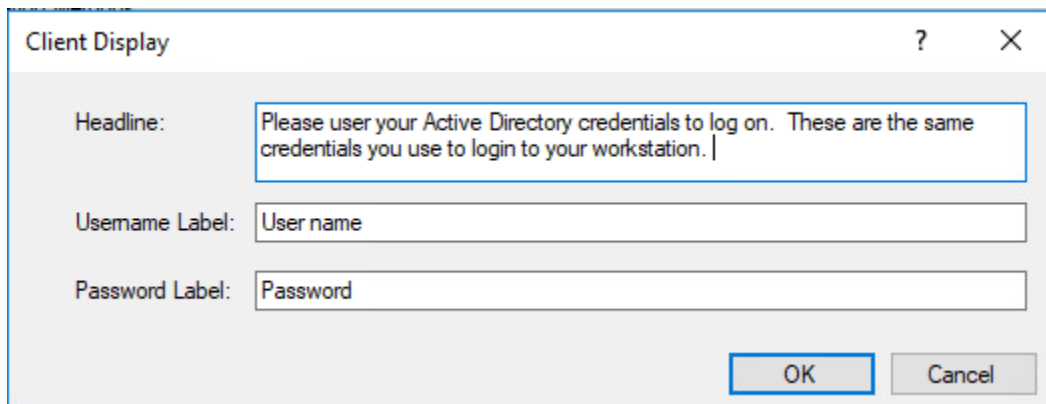 Client Display ? X
Headline: Please user your Active Directory credentials to log on.  These are the same
credentials you use to login to your workstation.
Username Label: User name
Password Label: Password
OK Cancel